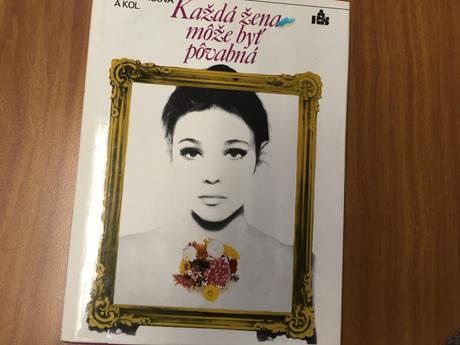 A KOL
Každá žena
môže byť
pôvabná